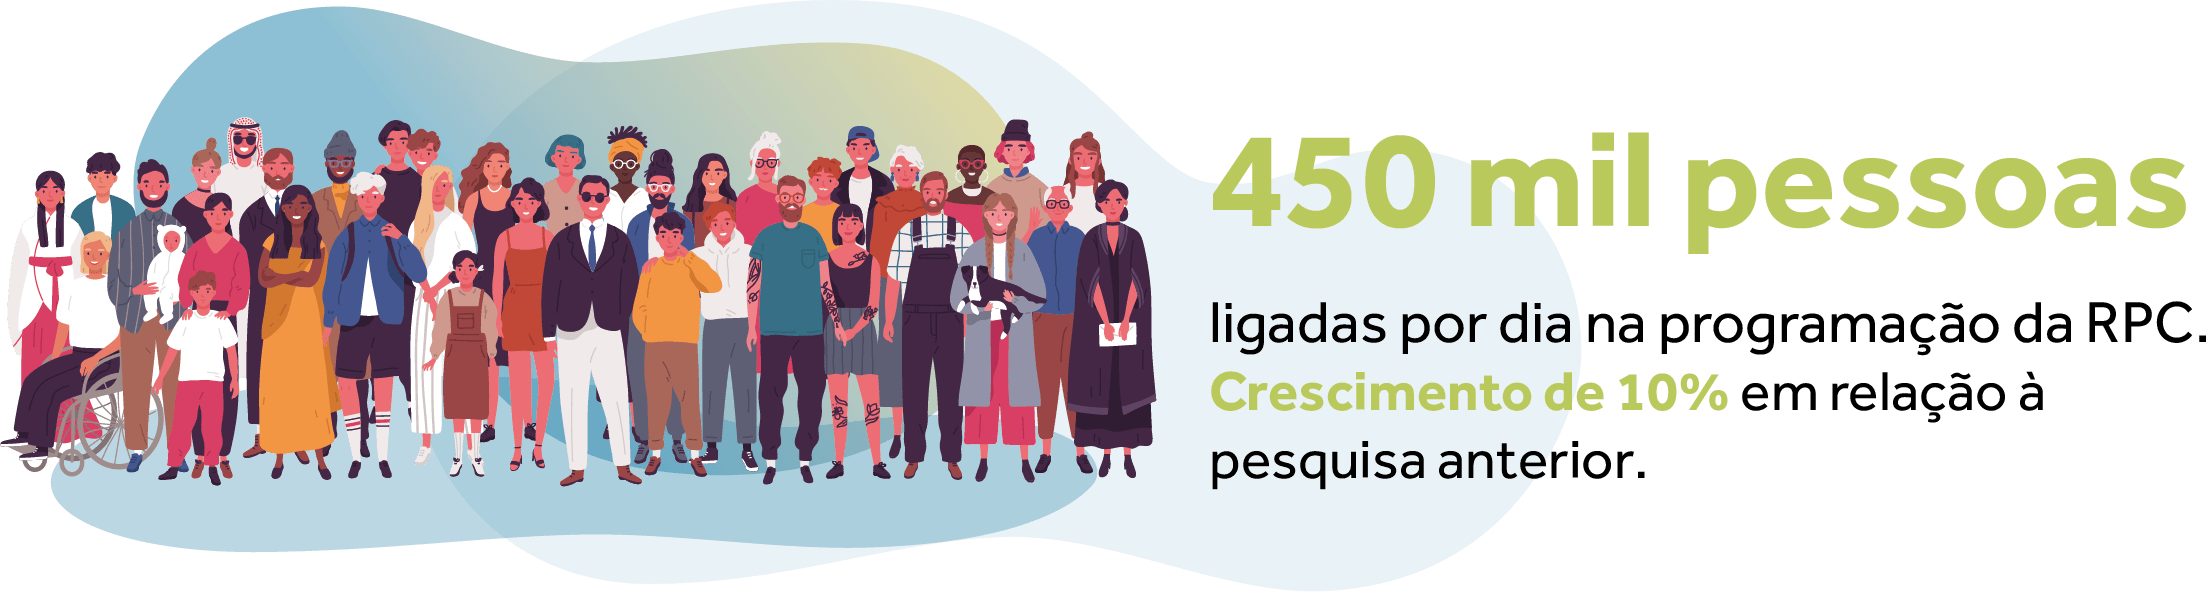 450 mil pessoas
ligadas por dia na programação da RPC.
Crescimento de 10% em relação à
pesquisa anterior.